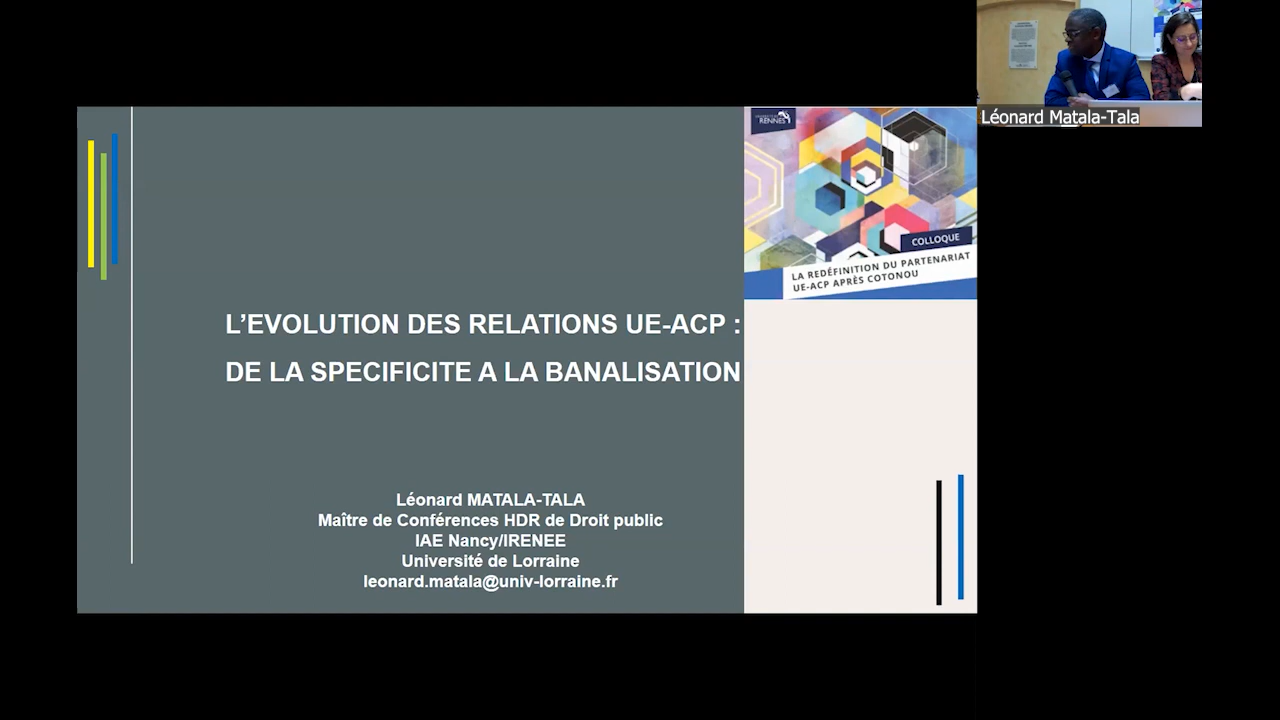 Léonard Matala-Tala
RENNES
COLLOQUE
LA REDÉFINITION DU PARTENARIAT
UE-ACP APRÈS COTONOU
L’EVOLUTION DES RELATIONS UE-ACP :
DE LA SPECIFICITE A LA BANALISATION
Léonard MATALA-TALA
Maître de Conférences HDR de Droit public
IAE Nancy/IRENEE
Université de Lorraine
leonard.matala@univ-lorraine.fr